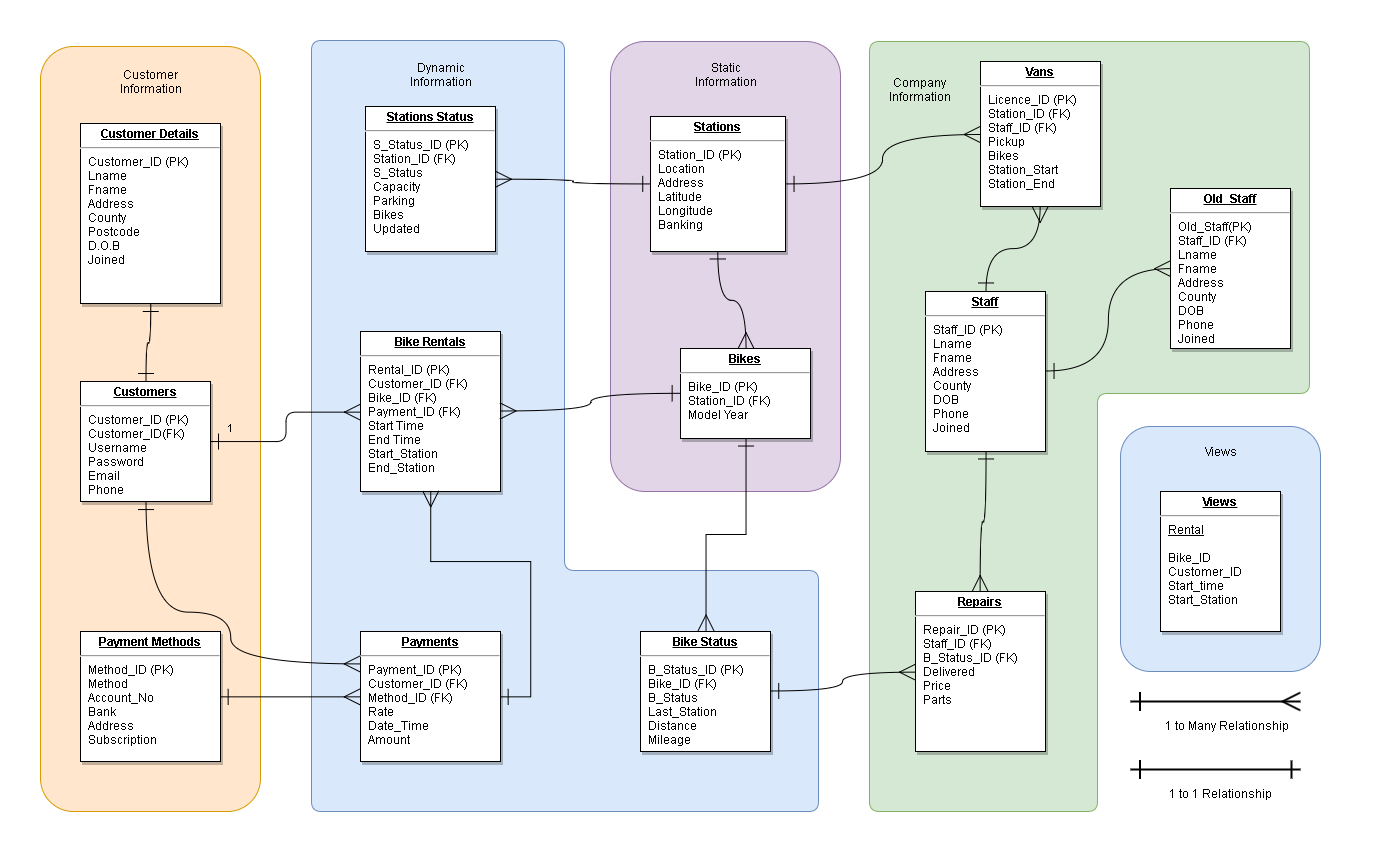 Customer
Information
Customer Details
Customer_ID (PK)
Lname
Fname
Address
County
Postcode
D.O.B
Joined
Customers
Customer_ID (PK)
Customer_ID(FK)
Username
Password
Email
Phone
1
Payment Methods
Method_ID (PK)
Method
Account_No
Bank
Address
Subscription
Dynamic
Information
Stations Status
S_Status_ID (PK)
Station_ID (FK)
S_Status
Capacity
Parking
Bikes
Updated
Bike Rentals
Rental_ID (PK)
Customer_ID (FK)
Bike_ID (FK)
Payment_ID (FK)
Start Time
End Time
Start_Station
End_Station
Payments
Payment_ID (PK)
Customer_ID (FK)
Method_ID (FK)
Rate
Date_Time
Amount
Static
Information
Stations
Station_ID (PK)
Location
Address
Latitude
Longitude
Banking
Bikes
Bike_ID (PK)
Station_ID (FK)
Model Year
Bike Status
B_Status_ID (PK)
Bike_ID (FK)
B_Status
Last_Station
Distance
Mileage
Company
Information
Vans
Licence_ID (PK)
Station_ID (FK)
Staff_ID (FK)
Pickup
Bikes
Station_Start
Station_End
Old_Staff
Old_Staff(PK)
Staff_ID (FK)
Lname
Fname
Address
County
DOB
Phone
Joined
Staff
Staff_ID (PK)
Lname
Fname
Address
County
DOB
Phone
Joined
Repairs
Repair_ID (PK)
Staff_ID (FK)
B_Status_ID (FK)
Delivered
Price
Parts
Views
Views
Rental
Bike_ID
Customer_ID
Start_time
Start_Station
1 to Many Relationship
1 to 1 Relationship